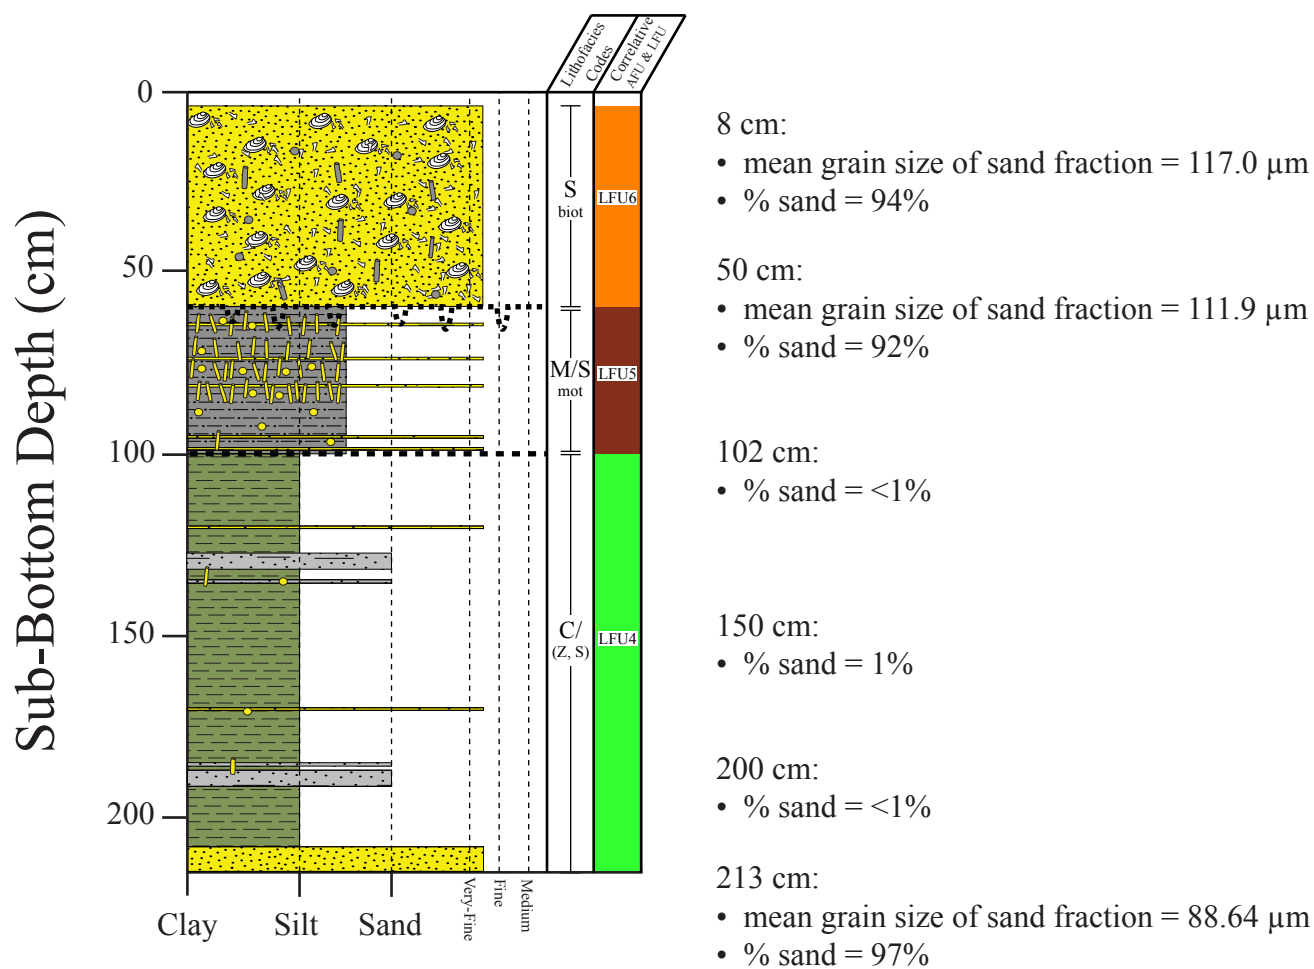 Lithofacies
Codes
Correlative
AFU & LFU
Sub-Bottom Depth (cm)
0
50
100
150
200
S
biot
M/S
mot
C/
(Z, S)
LFU6
LFU5
LFU4
Clay
Silt
Sand
Very-Fine
Fine
Medium
8 cm:
• mean grain size of sand fraction = 117.0 µm
• % sand = 94%
50 cm:
• mean grain size of sand fraction = 111.9 µm
• % sand = 92%
102 cm:
• % sand = <1%
150 cm:
• % sand = 1%
200 cm:
• % sand = <1%
213 cm:
• mean grain size of sand fraction = 88.64 µm
• % sand = 97%